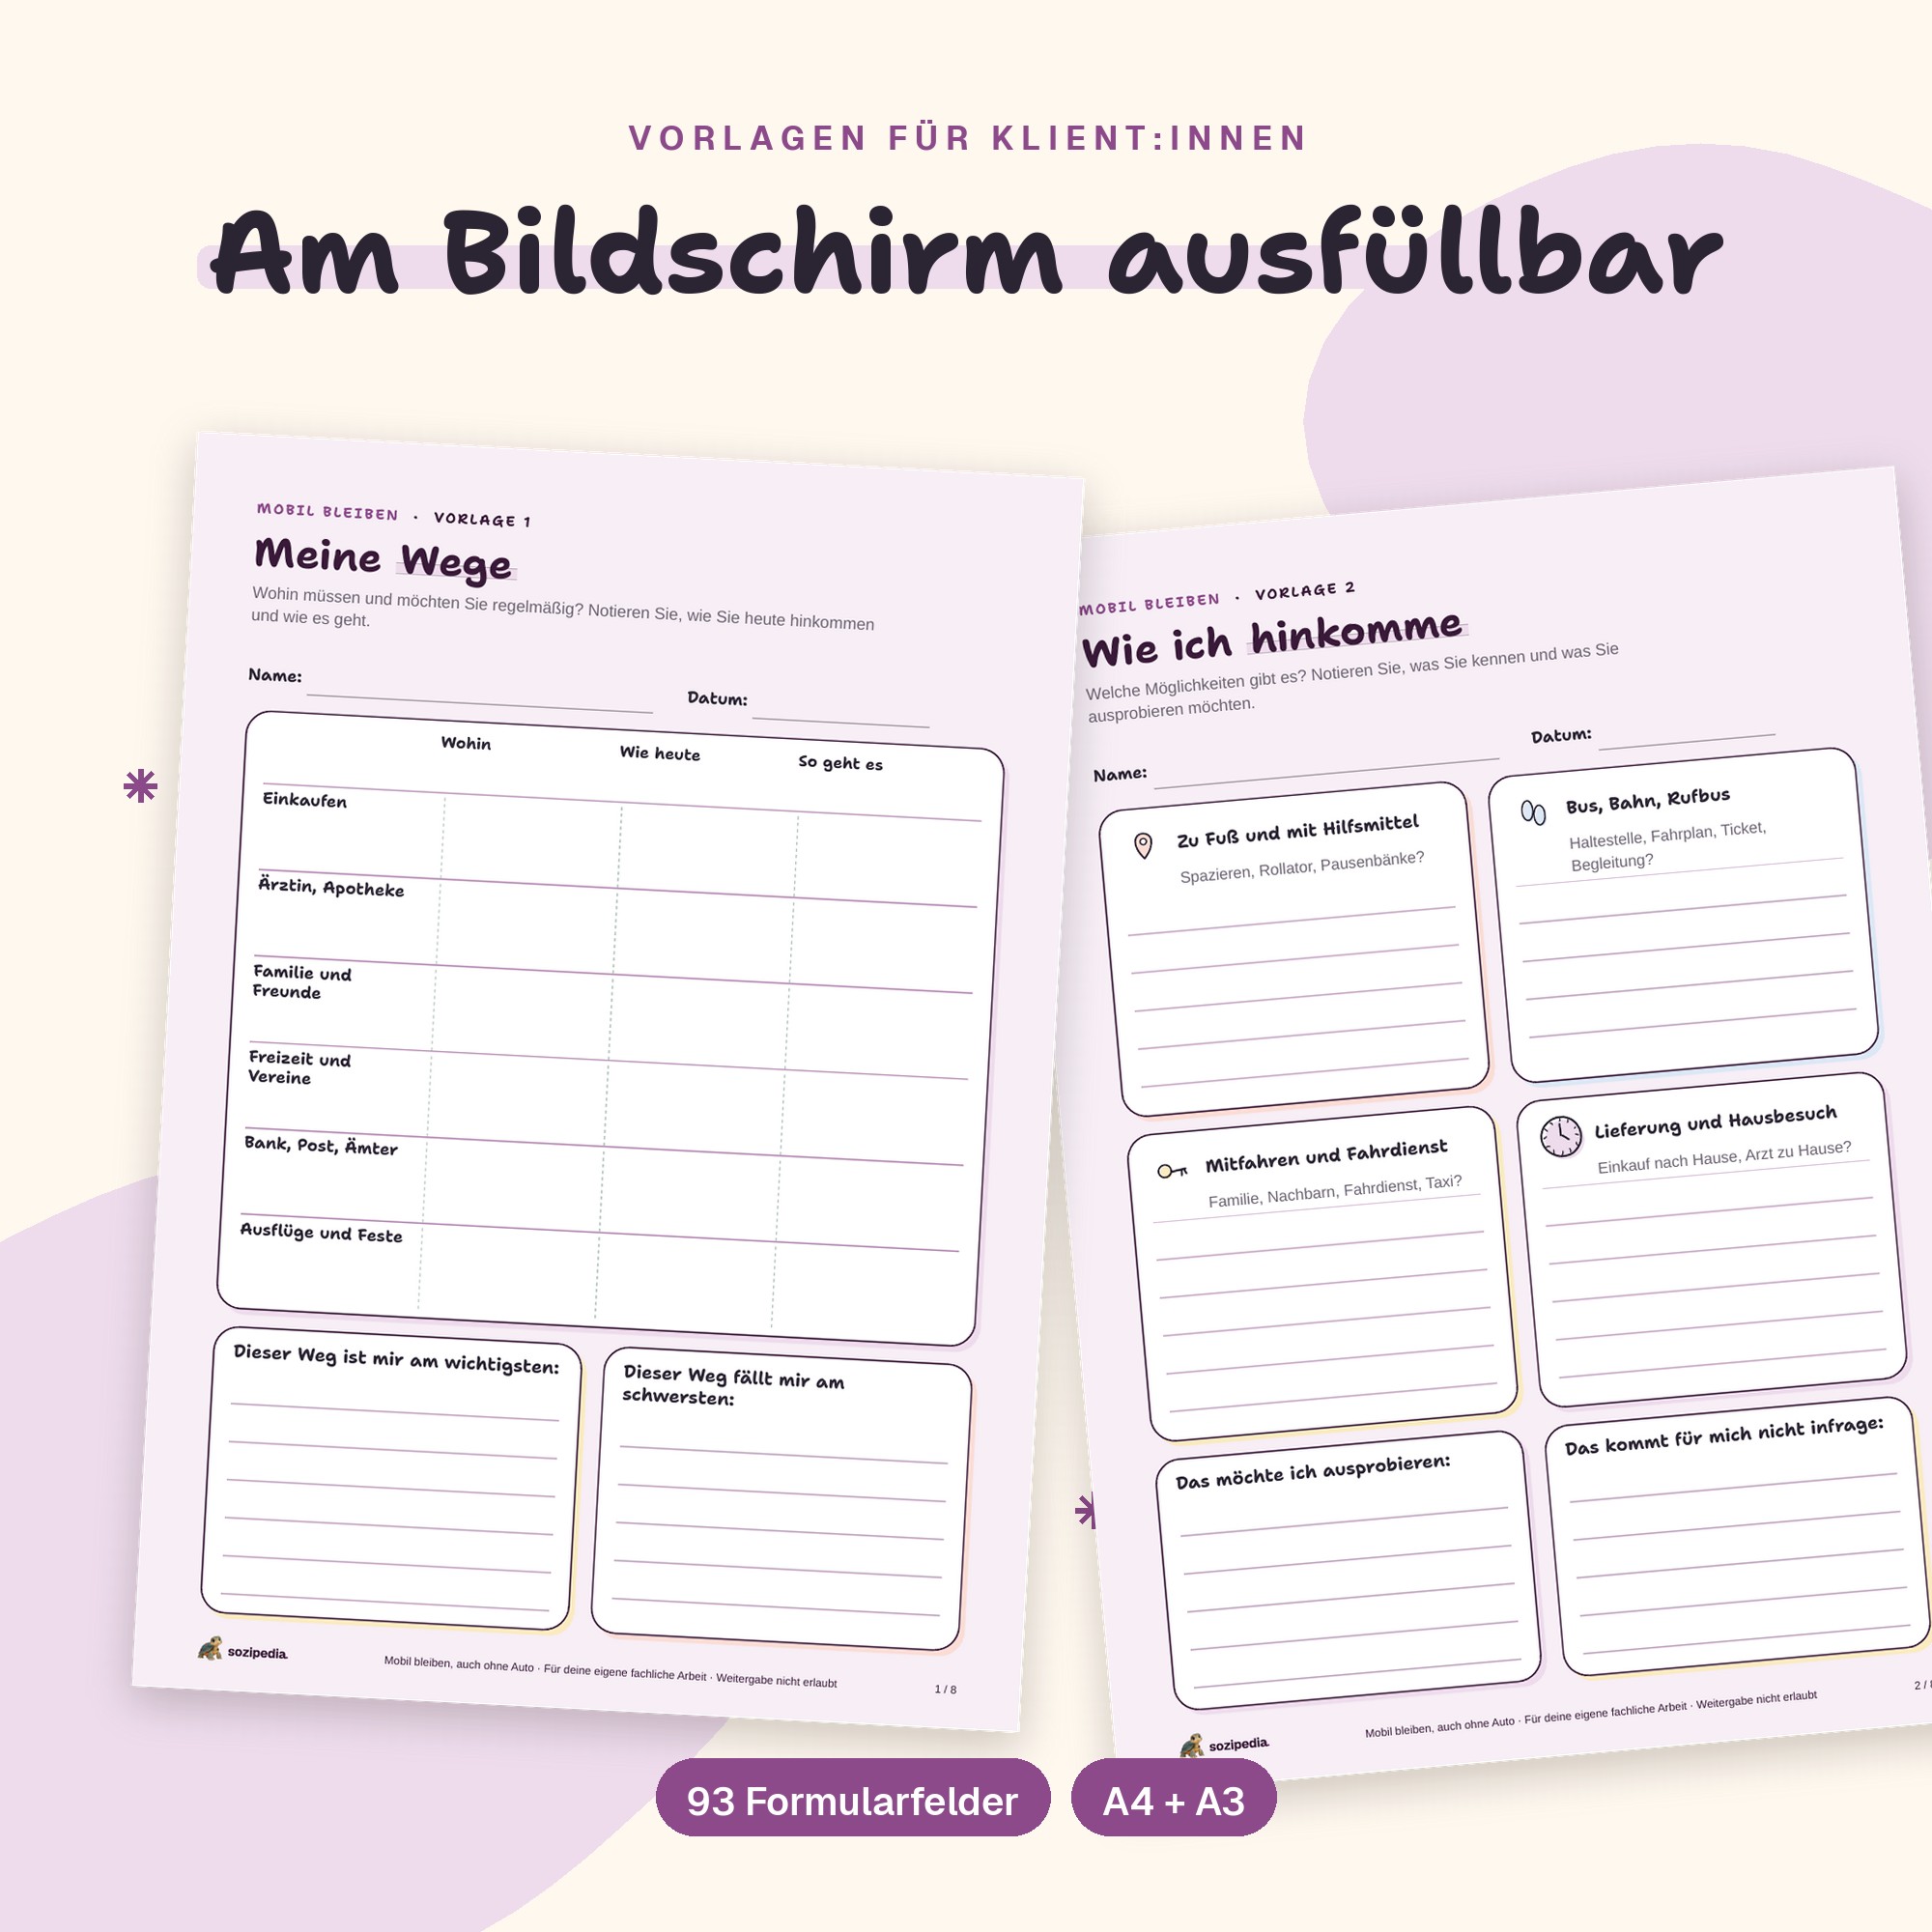 VORLAGEN FÜR KLIENT:INNEN
Am Bildschirm ausfüllbar
MOBIL BLEIBEN · VORLAGE 1
Meine Wege
Wohin müssen und möchten Sie regelmäßig? Notieren Sie, wie Sie heute hinkommen
und wie es geht.
Name:
Datum:
Wohin
Wie heute
So geht es
Einkaufen
Ärztin, Apotheke
Familie und
Freunde
Freizeit und
Vereine
Bank, Post, Ämter
Ausflüge und Feste
Dieser Weg ist mir am wichtigsten:
Dieser Weg fällt mir am
schwersten:
sozipedia.
Mobil bleiben, auch ohne Auto · Für deine eigene fachliche Arbeit · Weitergabe nicht erlaubt
1 / 8
MOBIL BLEIBEN · VORLAGE 2
Wie ich hinkomme
Welche Möglichkeiten gibt es? Notieren Sie, was Sie kennen und was Sie
ausprobieren möchten.
Name:
Datum:
Zu Fuß und mit Hilfsmittel
Spazieren, Rollator, Pausenbänke?
Bus, Bahn, Rufbus
Haltestelle, Fahrplan, Ticket,
Begleitung?
Mitfahren und Fahrdienst
Familie, Nachbarn, Fahrdienst, Taxi?
Lieferung und Hausbesuch
Einkauf nach Hause, Arzt zu Hause?
Das möchte ich ausprobieren:
Das kommt für mich nicht infrage:
sozipedia.
Mobil bleiben, auch ohne Auto · Für deine eigene fachliche Arbeit · Weitergabe nicht erlaubt
2 / 8
93 Formularfelder
A4 + A3